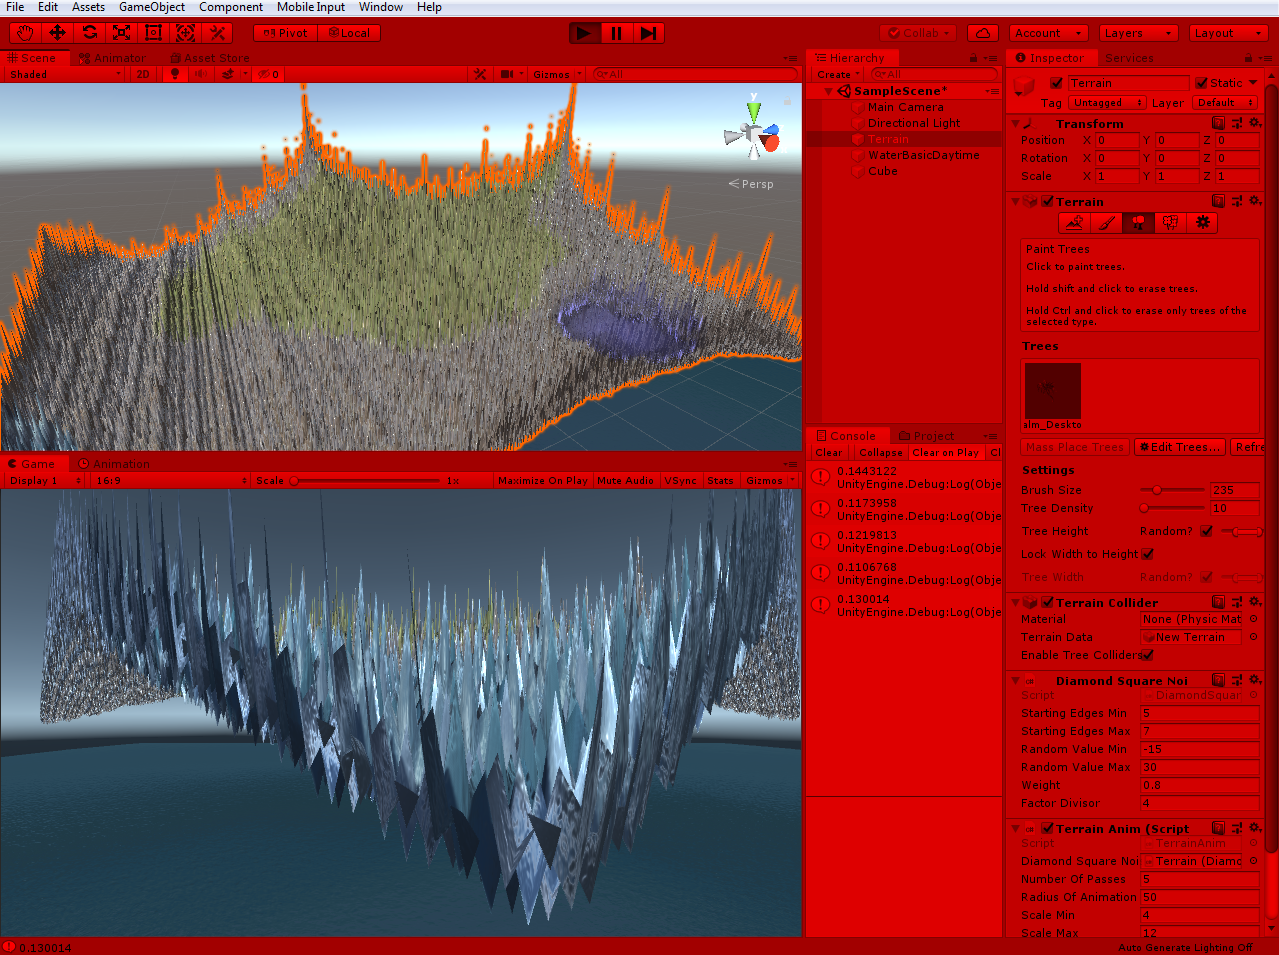 File Edit Assets GameObject Component Mobile Input Window Help
Pivot Local Collab Account Layers Layout
Scene Animator Asset Store
Shaded 2D 0 Gizmos All
y
Persp
Game Animation
Display 1 16:9 Scale 1x Maximize On Play Mute Audio VSync Stats Gizmos
Hierarchy
Create All
SampleScene*
Main Camera
Directional Light
Terrain
WaterBasicDaytime
Cube
Console Project
Clear Collapse Clear on Play
0.1443122
UnityEngine.Debug:Log(Obje
0.1173958
UnityEngine.Debug:Log(Obje
0.1219813
UnityEngine.Debug:Log(Obje
0.1106768
UnityEngine.Debug:Log(Obje
0.130014
UnityEngine.Debug:Log(Obje
Inspector Services
Terrain Static
Tag Untagged Layer Default
Transform
Position X 0 Y 0 Z 0
Rotation X 0 Y 0 Z 0
Scale X 1 Y 1 Z 1
Terrain
Paint Trees
Click to paint trees.
Hold shift and click to erase trees.
Hold Ctrl and click to erase only trees of the
selected type.
Trees
alm_Deskto
Mass Place Trees Edit Trees... Refre
Settings
Brush Size 235
Tree Density 10
Tree Height Random?
Lock Width to Height
Tree Width Random?
Terrain Collider
Material None (Physic Mat
Terrain Data New Terrain
Enable Tree Colliders
Diamond Square Noi
Script DiamondSquar
Starting Edges Min 5
Starting Edges Max 7
Random Value Min -15
Random Value Max 30
Weight 0.8
Factor Divisor 4
Terrain Anim (Script
Script TerrainAnim
Diamond Square Noi Terrain (Diamo
Number Of Passes 5
Radius Of Animation 50
Scale Min 4
Scale Max 12
0.130014
Auto Generate Lighting Off